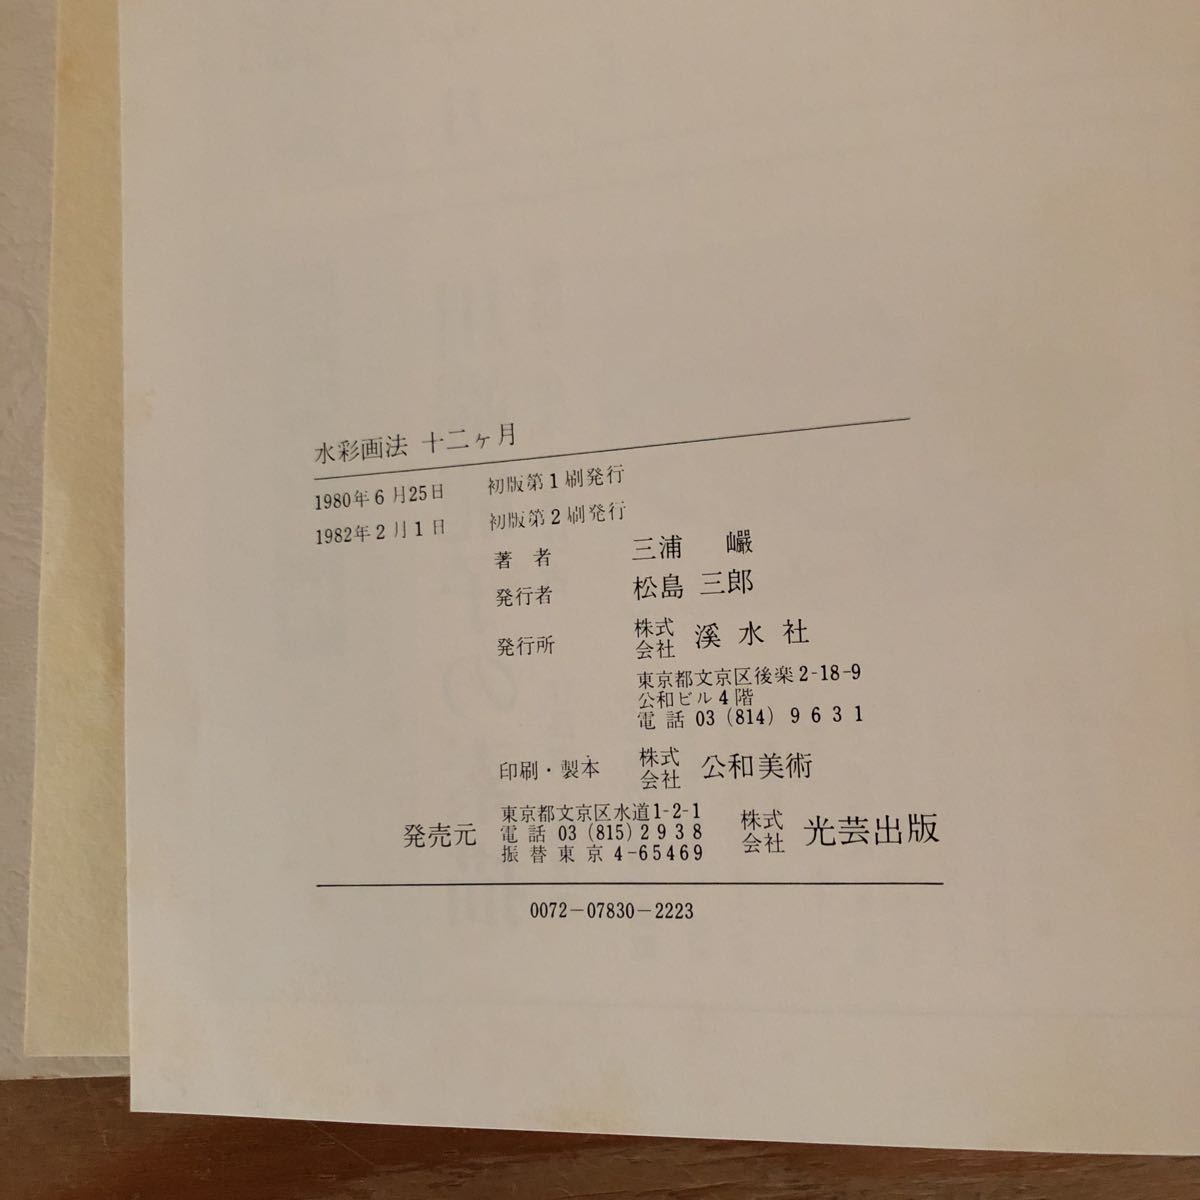 水彩画法 十二ヶ月
1980年6月25日 初版第1刷発行
1982年2月1日 初版第2刷発行
著者 三浦 巖
発行者 松島 三郎
発行所 株式会社 溪水社
東京都文京区後楽2-18-9
公和ビル4階
電話 03 (814) 9631
印刷・製本 株式会社 公和美術
発売元 東京都文京区水道1-2-1
電話 03 (815) 2938
振替 東京 4-65469
株式会社 光芸出版
0072-07830-2223